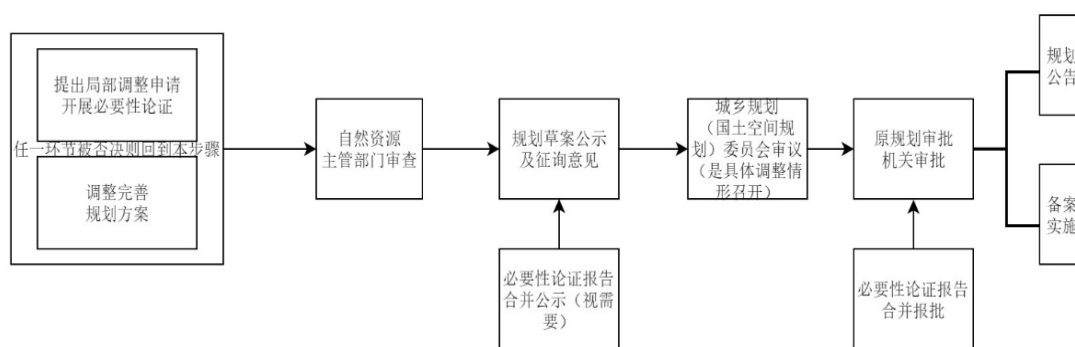 提出局部调整申请
开展必要性论证
任一环节被否决则回到本步骤
调整完善
规划方案
自然资源
主管部门审查
规划草案公示
及征询意见
必要性论证报告
合并公示（视需
要）
城乡规划
（国土空间规
划）委员会审议
（是具体调整情
形召开）
原规划审批
机关审批
必要性论证报告
合并报批
规划
公告
备案
实施